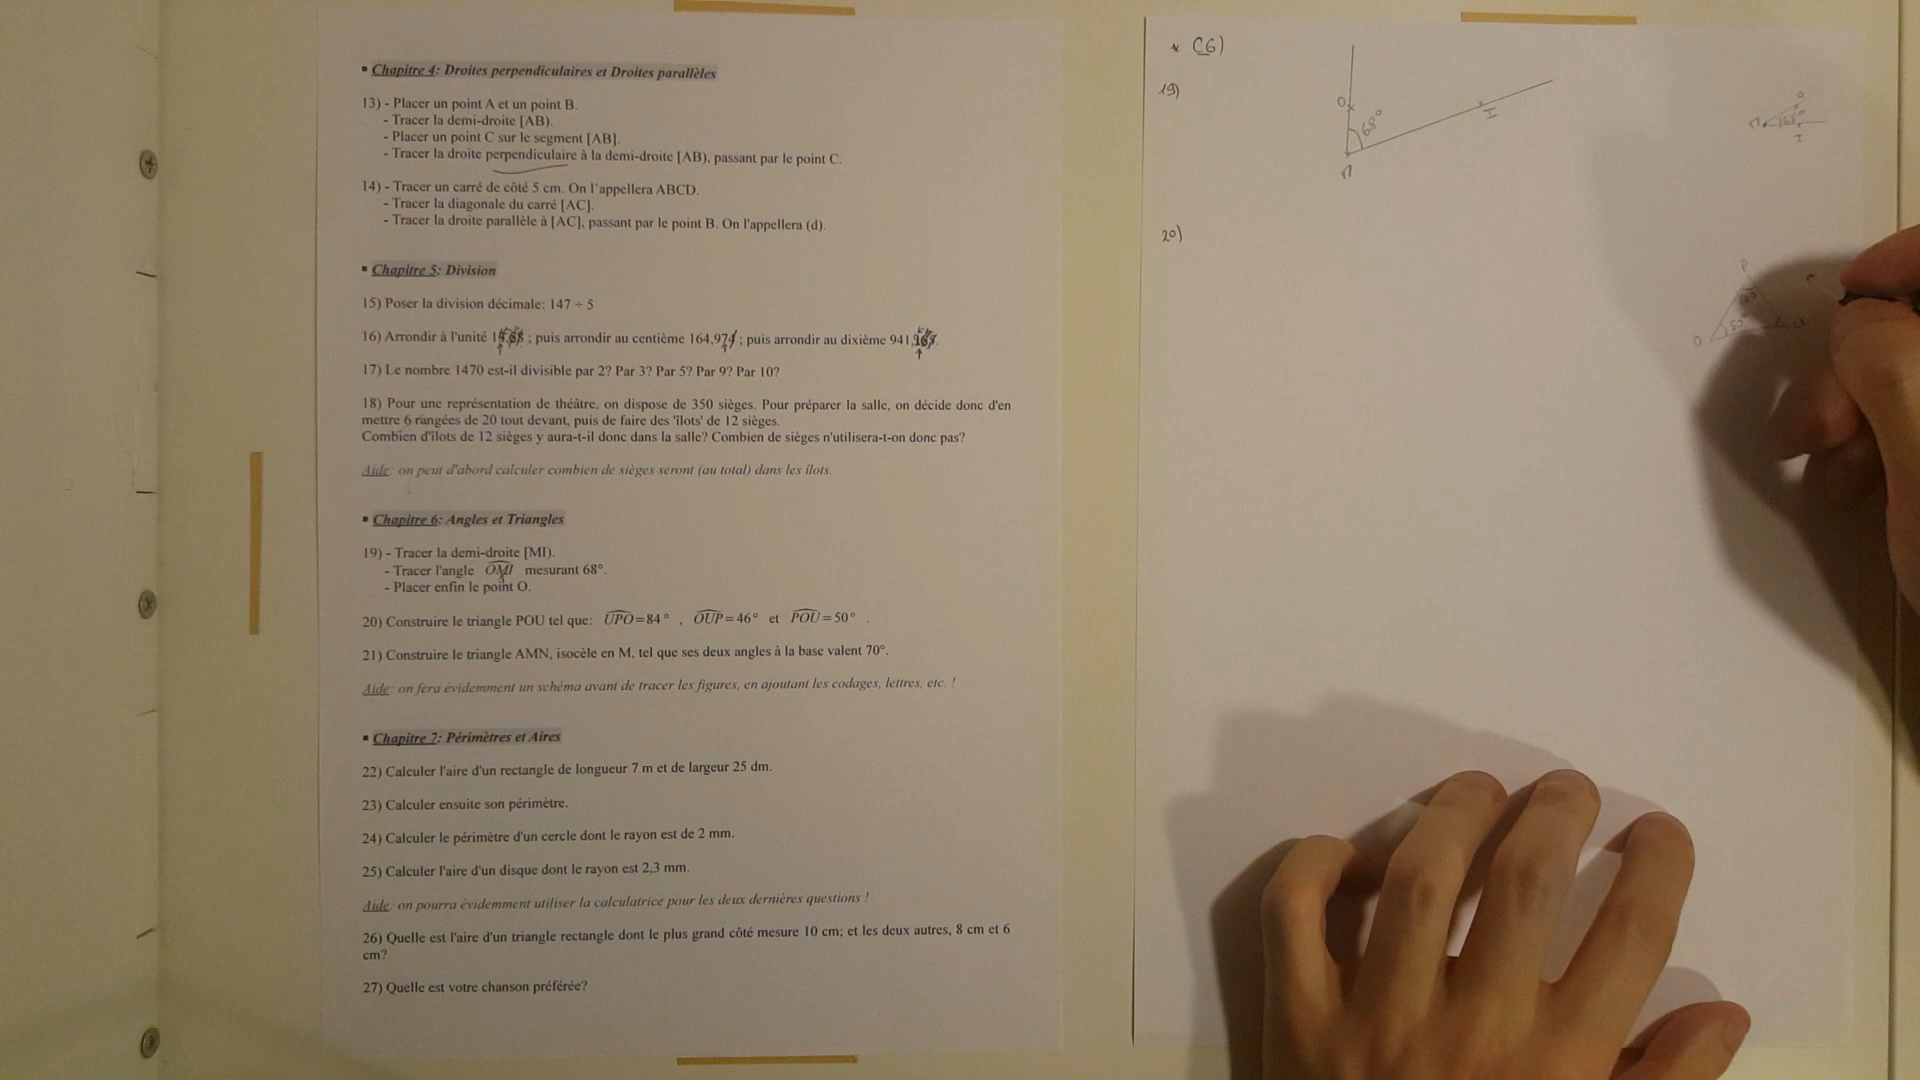 ▪ Chapitre 4: Droites perpendiculaires et Droites parallèles
13) - Placer un point A et un point B.
- Tracer la demi-droite [AB).
- Placer un point C sur le segment [AB].
- Tracer la droite perpendiculaire à la demi-droite [AB), passant par le point C.
14) - Tracer un carré de côté 5 cm. On l'appellera ABCD.
- Tracer la diagonale du carré [AC].
- Tracer la droite parallèle à [AC], passant par le point B. On l'appellera (d).
▪ Chapitre 5: Division
15) Poser la division décimale: 147 ÷ 5
16) Arrondir à l'unité ; puis arrondir au centième 164,974 ; puis arrondir au dixième
17) Le nombre 1470 est-il divisible par 2? Par 3? Par 5? Par 9? Par 10?
18) Pour une représentation de théâtre, on dispose de 350 sièges. Pour préparer la salle, on décide donc d'en
mettre 6 rangées de 20 tout devant, puis de faire des 'îlots' de 12 sièges.
Combien d'îlots de 12 sièges y aura-t-il donc dans la salle? Combien de sièges n'utilisera-t-on donc pas?
Aide: on peut d'abord calculer combien de sièges seront (au total) dans les îlots.
▪ Chapitre 6: Angles et Triangles
19) - Tracer la demi-droite [MI).
- Tracer l'angle OMI mesurant 68°.
- Placer enfin le point O.
20) Construire le triangle POU tel que: UPO=84° , OUP=46° et POU=50° .
21) Construire le triangle AMN, isocèle en M, tel que ses deux angles à la base valent 70°.
Aide: on fera évidemment un schéma avant de tracer les figures, en ajoutant les codages, lettres, etc. !
▪ Chapitre 7: Périmètres et Aires
22) Calculer l'aire d'un rectangle de longueur 7 m et de largeur 25 dm.
23) Calculer ensuite son périmètre.
24) Calculer le périmètre d'un cercle dont le rayon est de 2 mm.
25) Calculer l'aire d'un disque dont le rayon est 2,3 mm.
Aide: on pourra évidemment utiliser la calculatrice pour les deux dernières questions !
26) Quelle est l'aire d'un triangle rectangle dont le plus grand côté mesure 10 cm; et les deux autres, 8 cm et 6
cm?
27) Quelle est votre chanson préférée?
C6)
19)
O
68°
I
M
O
M 68°
I
20)
P
O 50°